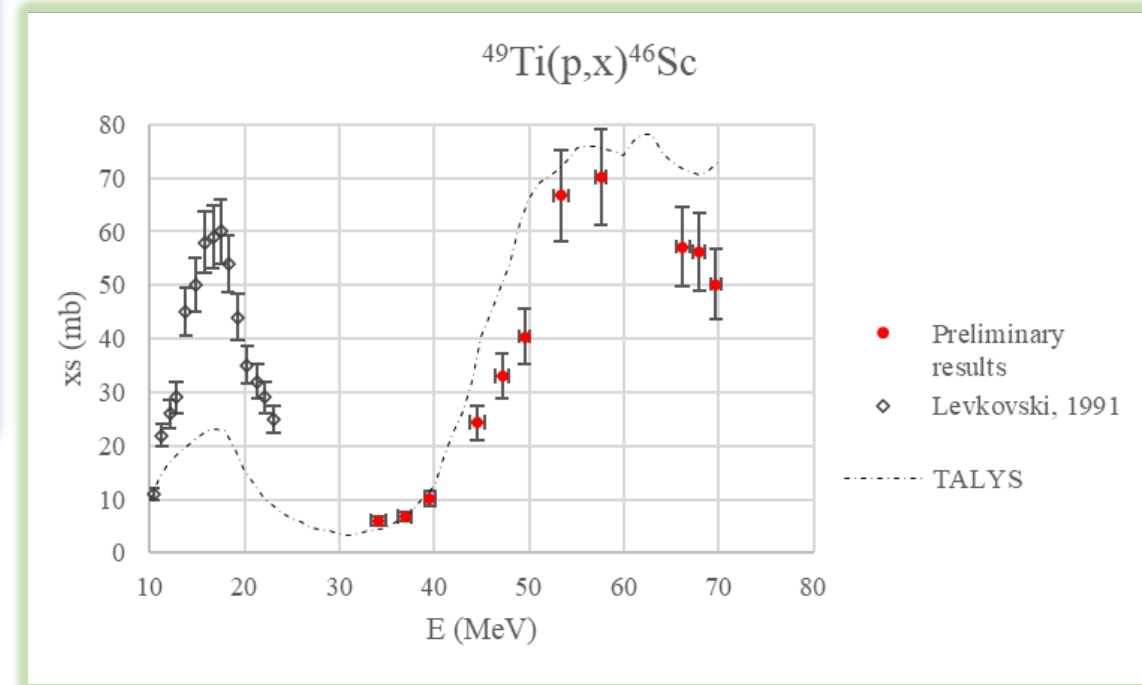 ⁴⁹Ti(p,x)⁴⁶Sc
80
70
60
50
40
30
20
10
0
xs (mb)
10 20 30 40 50 60 70 80
E (MeV)
Preliminary
results
Levkovski, 1991
TALYS